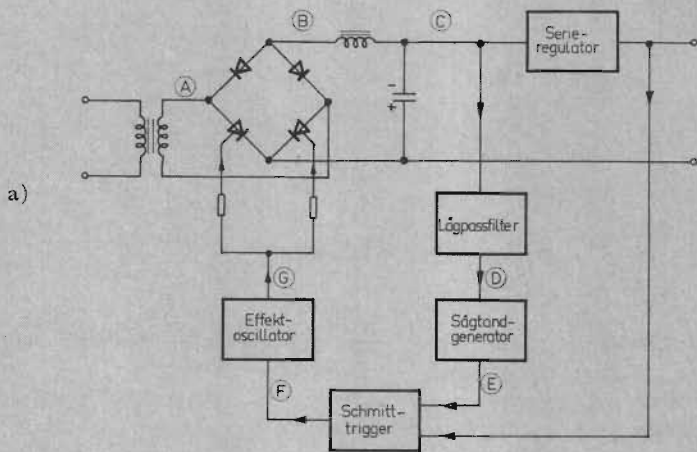 B
C
Serie-
regulator
A
-
+
a)
Lågpassfilter
G
D
Effekt-
oscillator
Sågtand-
generator
F
E
Schmitt-
trigger